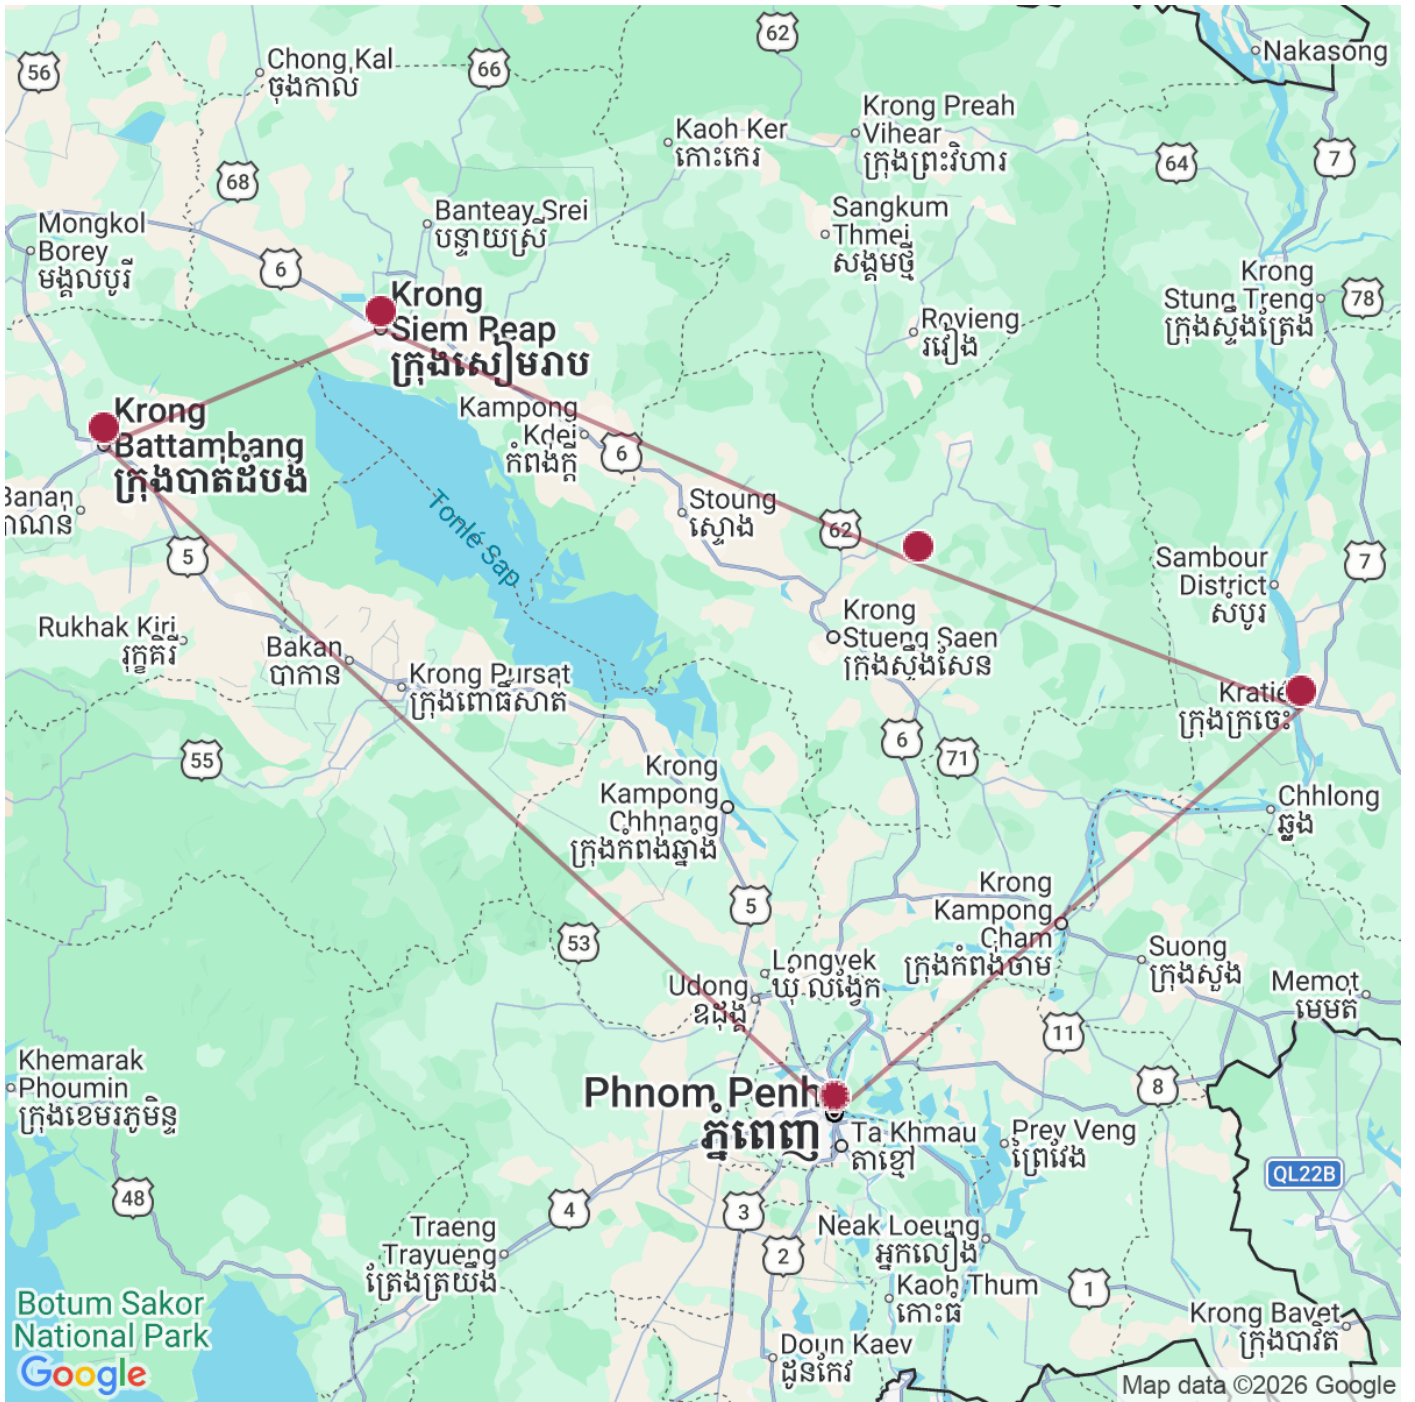 56
Chong Kal
ចុងកាល់
66
62
Nakasong
Kaoh Ker
កោះកេរ
Krong Preah
Vihear
ក្រុងព្រះវិហារ
64
7
68
Mongkol
Borey
មង្គលបូរី
Banteay Srei
បន្ទាយស្រី
Sangkum
Thmei
សង្គមថ្មី
6
Krong
Siem Reap
ក្រុងសៀមរាប
Krong
Stung Treng
ក្រុងស្ទឹងត្រែង
78
Rovieng
រវៀង
Krong
Battambang
ក្រុងបាត់ដំបង
Kampong
Kdei
កំពង់ក្ដី
6
Banan
បាណន់
Stoung
ស្ទោង
62
Tonlé Sap
5
Sambour
District
សំបូរ
7
Rukhak Kiri
រុក្ខគិរី
Bakan
បាកាន
Krong Pursat
ក្រុងពោធិ៍សាត់
Krong
Stueng Saen
ក្រុងស្ទឹងសែន
Kratié
ក្រុងក្រចេះ
55
6
71
Krong
Kampong
Chhnang
ក្រុងកំពង់ឆ្នាំង
Chhlong
ឆ្លូង
5
53
Krong
Kampong
Cham
ក្រុងកំពង់ចាម
Suong
ក្រុងសួង
Longvek
ឃុំ លង្វែក
Udong
ឧដុង្គ
Memot
មេមត់
11
Khemarak
Phoumin
ក្រុងខេមរភូមិន្ទ
8
Phnom Penh
ភ្នំពេញ
Ta Khmau
តាខ្មៅ
Prey Veng
ព្រៃវែង
QL22B
48
4
3
2
Traeng
Trayueng
ត្រែងត្រយឹង
Neak Loeung
អ្នកលឿង
Kaoh Thum
កោះធំ
1
Botum Sakor
National Park
Krong Bavet
ក្រុងបាវិត
Doun Kaev
ដូនកែវ
Google
Map data ©2026 Google